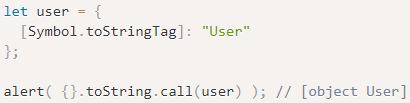 let user = {
  [Symbol.toStringTag]: "User"
};
alert( {}.toString.call(user) ); // [object User]